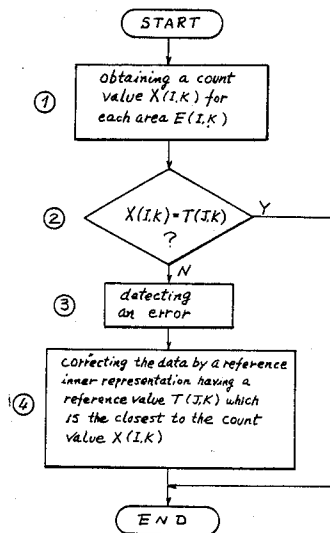 START
①
obtaining a count
value X(I,K) for
each area E(I,K)
②
X(I,K)=T(J,K)
?
Y
N
③
datecting
an error
④
correcting the data by a reference
inner representation having a
reference value T(J,K) which
is the closest to the count
value X(I,K)
END